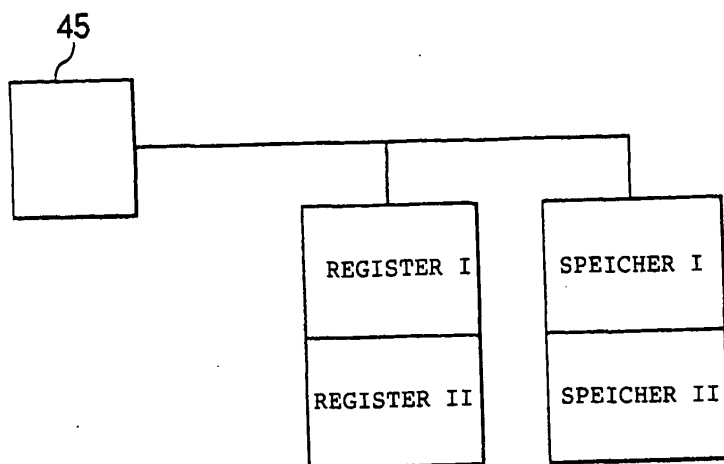 45
REGISTER I
SPEICHER I
REGISTER II
SPEICHER II